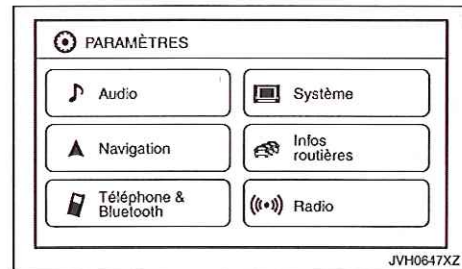 PARAMÈTRES
Audio
Système
Navigation
Infos
routières
Téléphone &
Bluetooth
Radio
JVH0647XZ